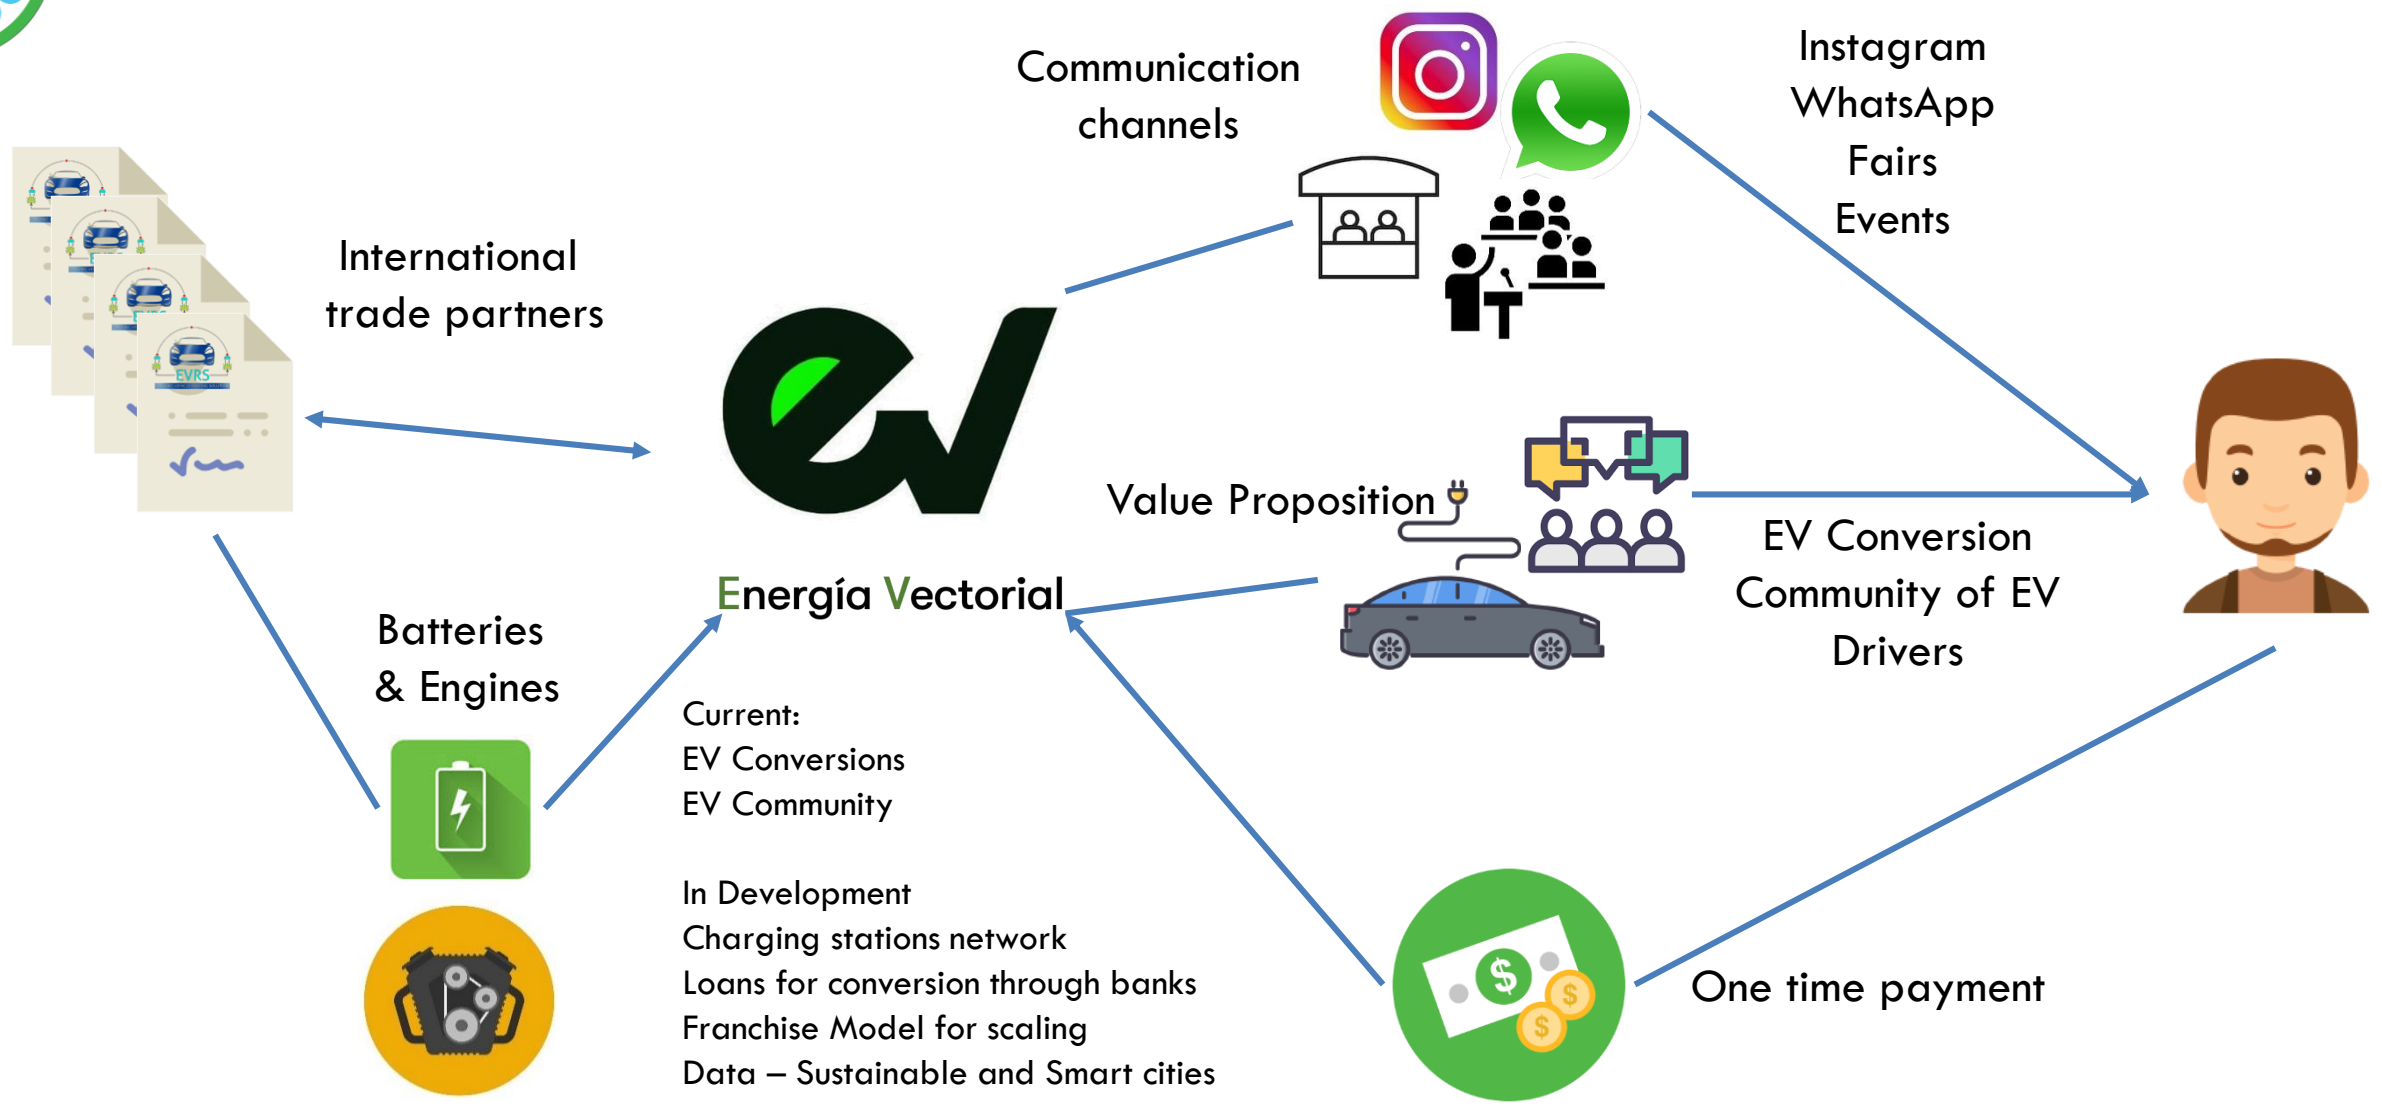 Communication
channels
Instagram
WhatsApp
Fairs
Events
International
trade partners
EVRS
Energía Vectorial
Value Proposition
EV Conversion
Community of EV
Drivers
Batteries
& Engines
Current:
EV Conversions
EV Community
In Development
Charging stations network
Loans for conversion through banks
Franchise Model for scaling
Data – Sustainable and Smart cities
$
$
$
One time payment